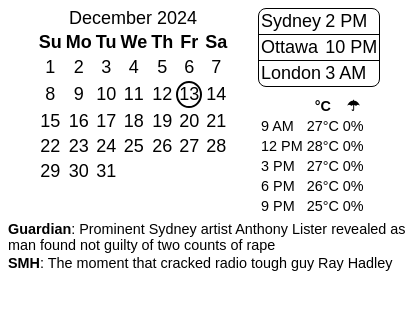 December 2024
Su Mo Tu We Th Fr Sa
1 2 3 4 5 6 7
8 9 10 11 12 13 14
15 16 17 18 19 20 21
22 23 24 25 26 27 28
29 30 31
Sydney 2 PM
Ottawa 10 PM
London 3 AM
°C ☂
9 AM 27°C 0%
12 PM 28°C 0%
3 PM 27°C 0%
6 PM 26°C 0%
9 PM 25°C 0%
Guardian: Prominent Sydney artist Anthony Lister revealed as
man found not guilty of two counts of rape
SMH: The moment that cracked radio tough guy Ray Hadley